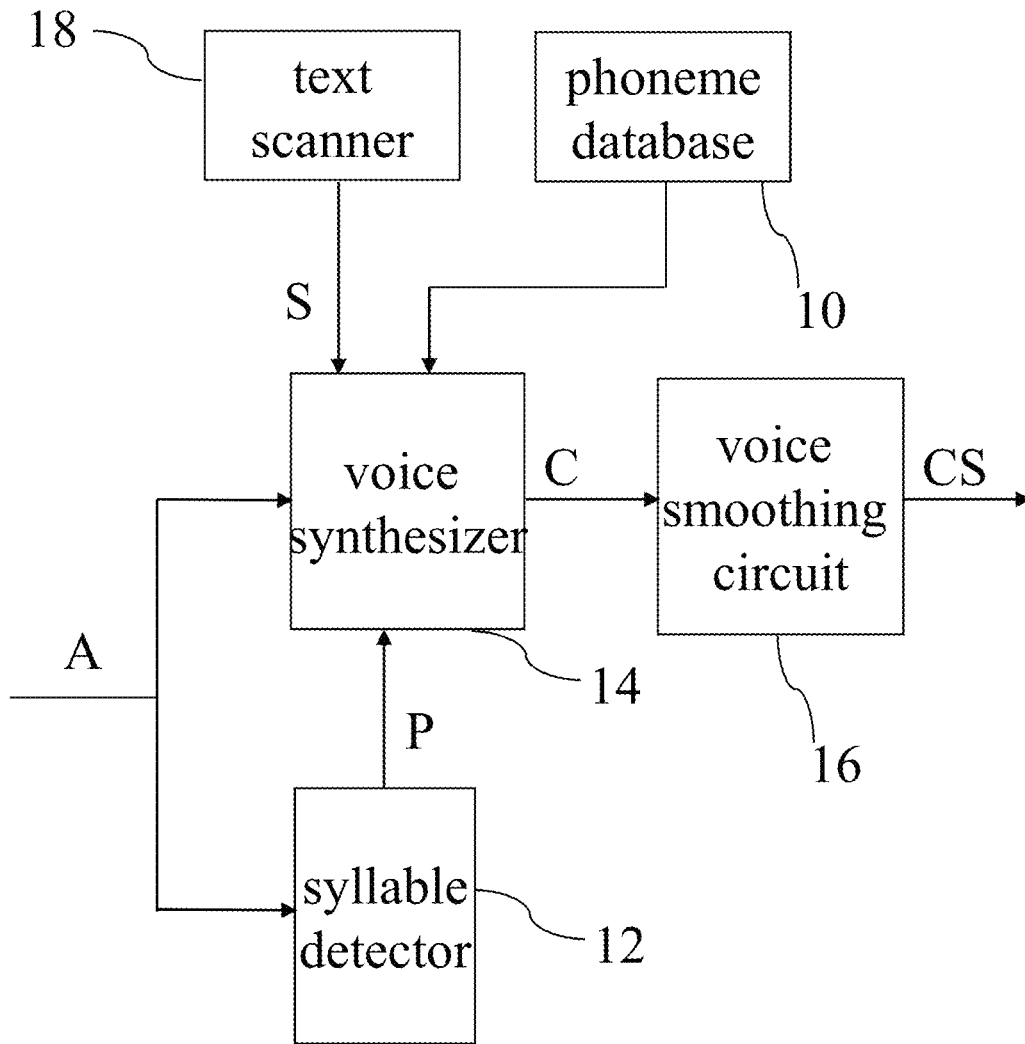 18
text
scanner
phoneme
database
10
S
voice
synthesizer
C
voice
smoothing
circuit
CS
A
14
P
16
syllable
detector
12